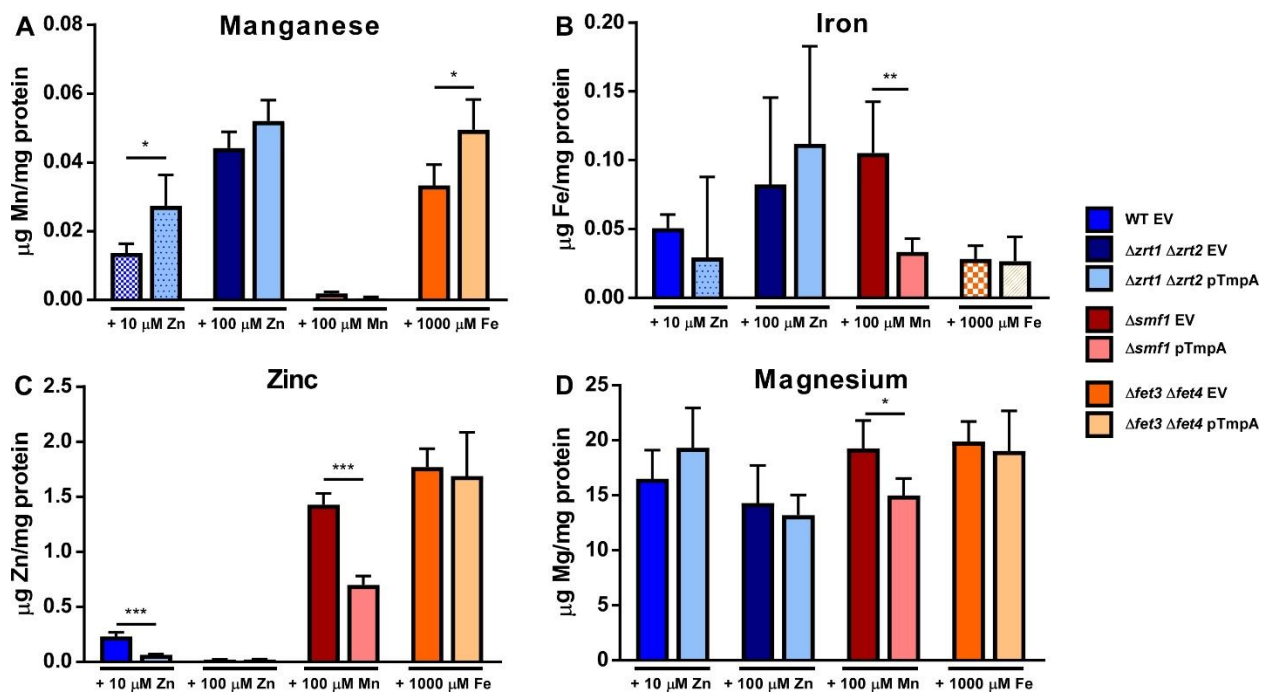 A
Manganese
0.08
0.06
0.04
0.02
0.00
μg Mn/mg protein
*
*
+ 10 μM Zn
+ 100 μM Zn
+ 100 μM Mn
+ 1000 μM Fe
B
Iron
0.20
0.15
0.10
0.05
0.00
μg Fe/mg protein
**
+ 10 μM Zn
+ 100 μM Zn
+ 100 μM Mn
+ 1000 μM Fe
WT EV
Δzrt1 Δzrt2 EV
Δzrt1 Δzrt2 pTmpA
Δsmf1 EV
Δsmf1 pTmpA
Δfet3 Δfet4 EV
Δfet3 Δfet4 pTmpA
C
Zinc
2.5
2.0
1.5
1.0
0.5
0.0
μg Zn/mg protein
***
***
+ 10 μM Zn
+ 100 μM Zn
+ 100 μM Mn
+ 1000 μM Fe
D
Magnesium
25
20
15
10
5
0
μg Mg/mg protein
*
+ 10 μM Zn
+ 100 μM Zn
+ 100 μM Mn
+ 1000 μM Fe